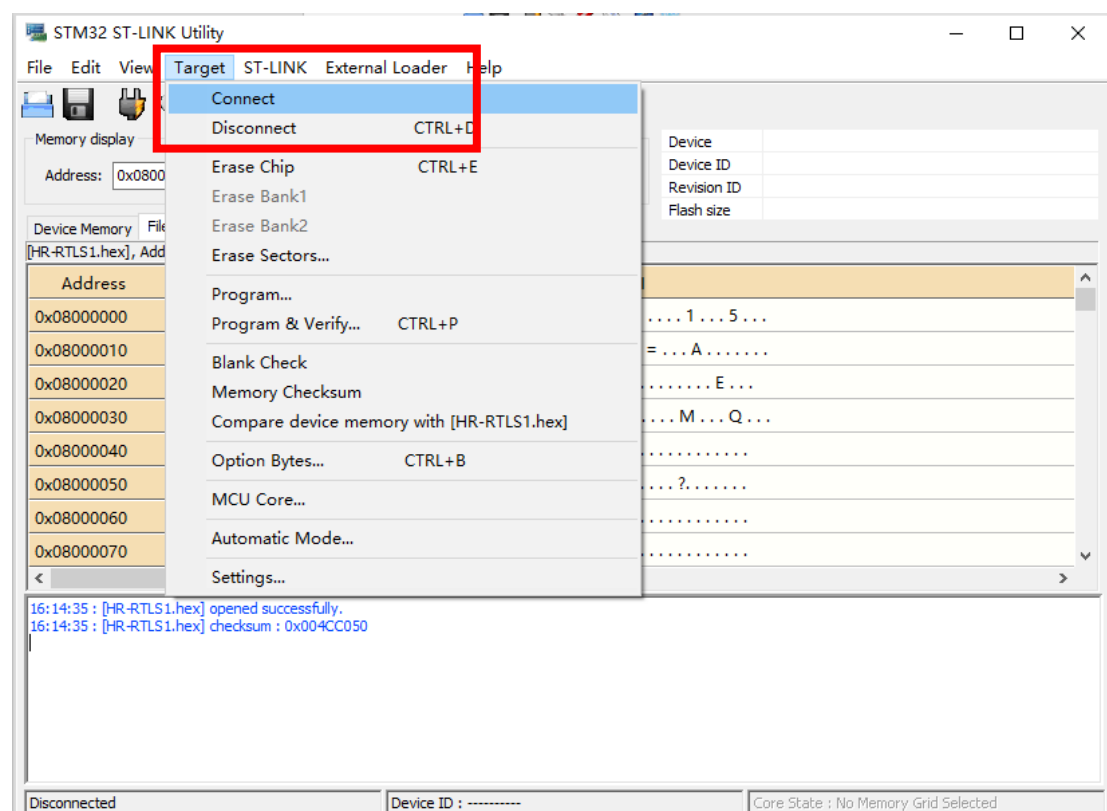 STM32 ST-LINK Utility
File Edit View Target ST-LINK External Loader Help
Connect
Disconnect CTRL+D
Erase Chip CTRL+E
Erase Bank1
Erase Bank2
Erase Sectors...
Program...
Program & Verify... CTRL+P
Blank Check
Memory Checksum
Compare device memory with [HR-RTLS1.hex]
Option Bytes... CTRL+B
MCU Core...
Automatic Mode...
Settings...
Memory display
Address: 0x0800
Device
Device ID
Revision ID
Flash size
Device Memory File
[HR-RTLS1.hex], Add
Address
0x08000000 ....1...5...
0x08000010 =...A.......
0x08000020 ........E...
0x08000030 ....M...Q...
0x08000040 ............
0x08000050 ....?.......
0x08000060 ............
0x08000070 ............
16:14:35 : [HR-RTLS1.hex] opened successfully.
16:14:35 : [HR-RTLS1.hex] checksum : 0x004CC050
Disconnected Device ID : ---------- Core State : No Memory Grid Selected